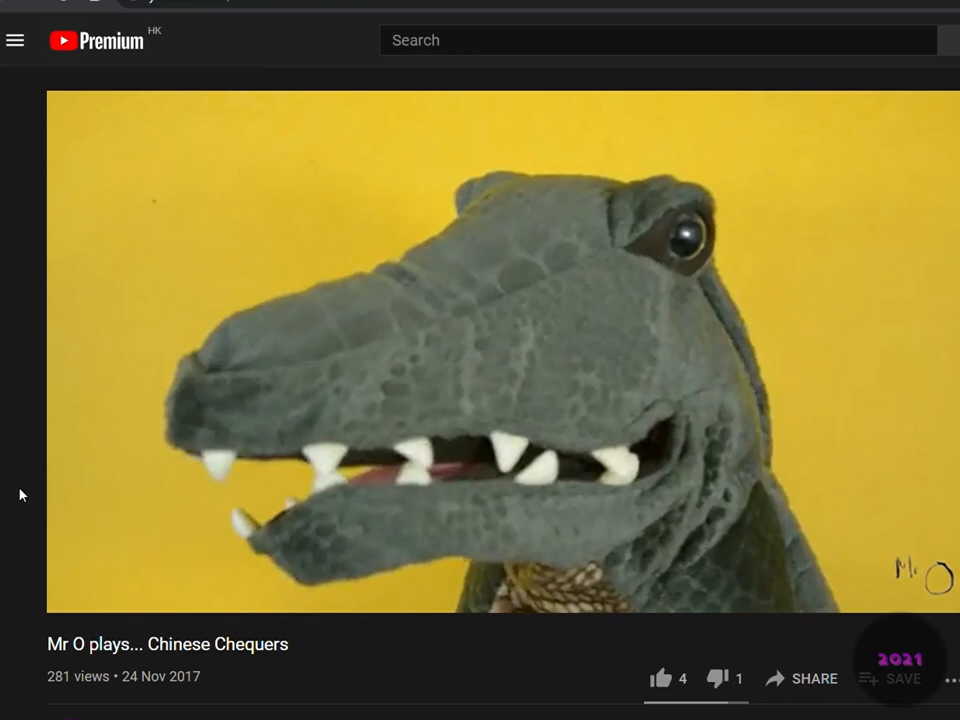 Premium HK
Search
Mr O
Mr O plays... Chinese Chequers
281 views • 24 Nov 2017
4 1 SHARE SAVE
2021